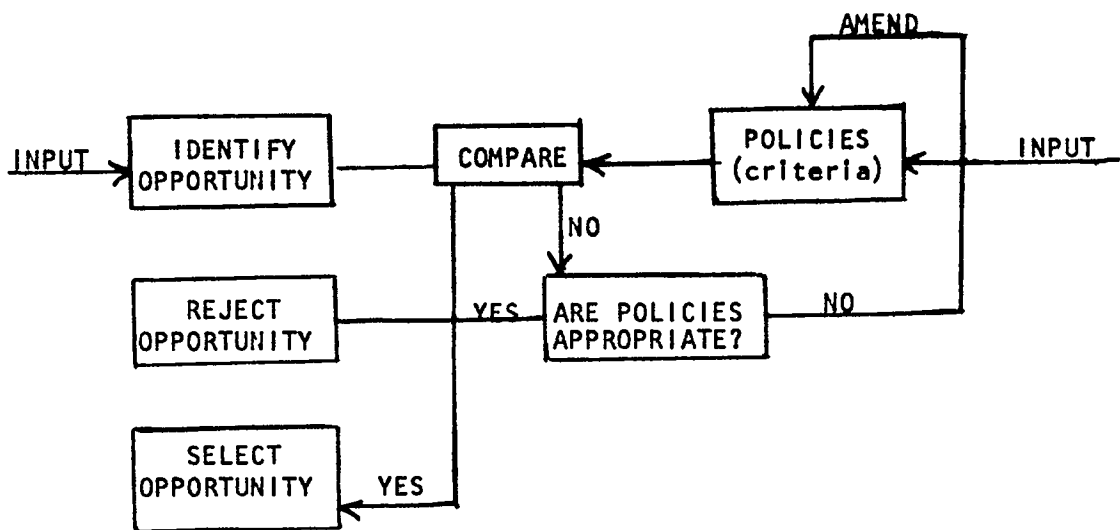 AMEND
INPUT
IDENTIFY
OPPORTUNITY
COMPARE
POLICIES
(criteria)
INPUT
NO
REJECT
OPPORTUNITY
YES
ARE POLICIES
APPROPRIATE?
NO
SELECT
OPPORTUNITY
YES